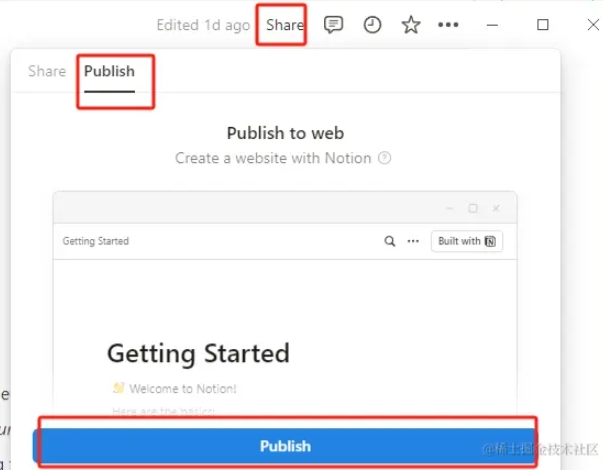 Edited 1d ago Share
Share Publish
Publish to web
Create a website with Notion ?
Getting Started Built with N
Getting Started
👋 Welcome to Notion!
Here are the basics:
Publish
@稀土掘金技术社区